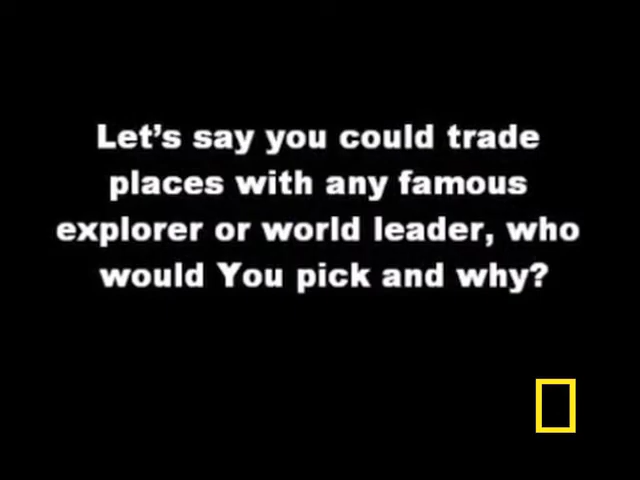 Let's say you could trade
places with any famous
explorer or world leader, who
would You pick and why?